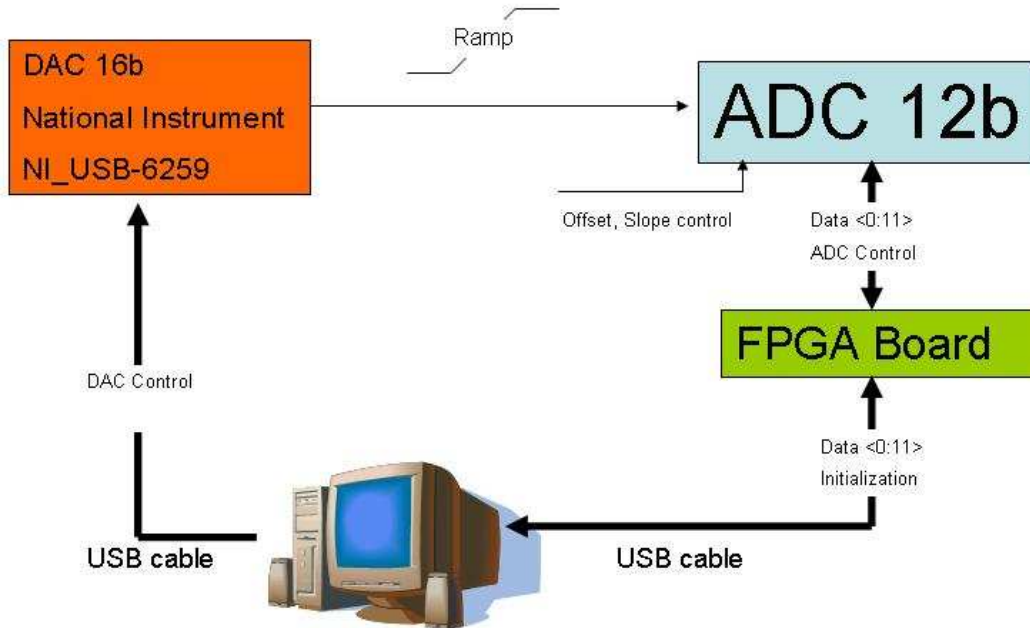 Ramp
DAC 16b
National Instrument
NI_USB-6259
ADC 12b
Offset, Slope control
Data <0:11>
ADC Control
FPGA Board
DAC Control
Data <0:11>
Initialization
USB cable
USB cable